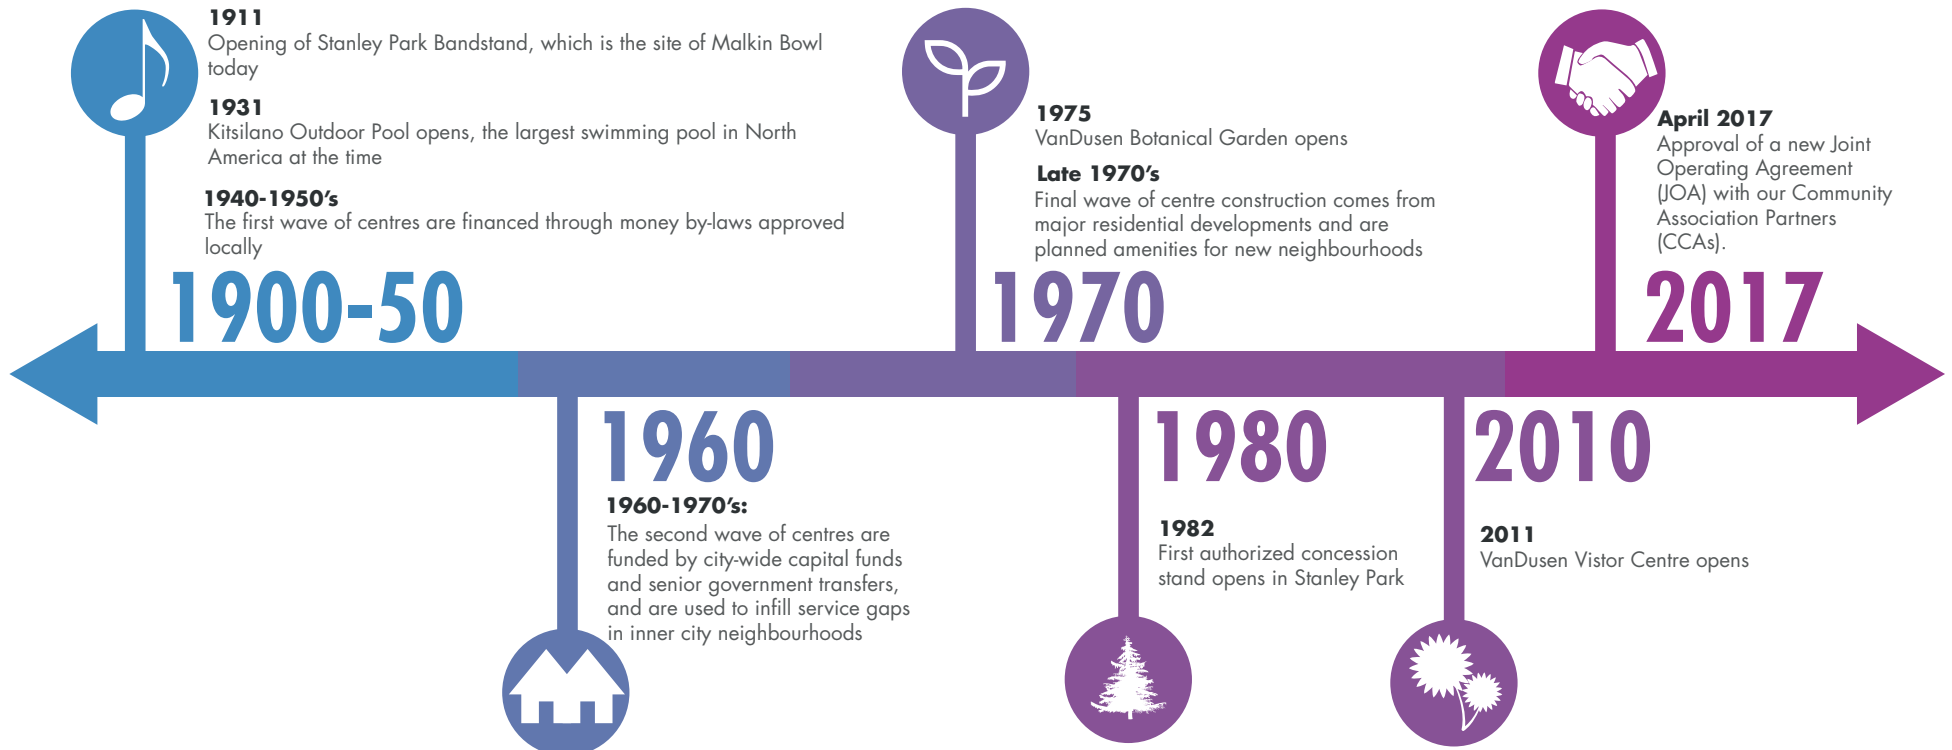 1911
Opening of Stanley Park Bandstand, which is the site of Malkin Bowl
today
1931
Kitsilano Outdoor Pool opens, the largest swimming pool in North
America at the time
1940-1950's
The first wave of centres are financed through money by-laws approved
locally
1900-50
1960
1960-1970's:
The second wave of centres are
funded by city-wide capital funds
and senior government transfers,
and are used to infill service gaps
in inner city neighbourhoods
1975
VanDusen Botanical Garden opens
Late 1970's
Final wave of centre construction comes from
major residential developments and are
planned amenities for new neighbourhoods
1970
1980
1982
First authorized concession
stand opens in Stanley Park
2010
2011
VanDusen Vistor Centre opens
April 2017
Approval of a new Joint
Operating Agreement
(JOA) with our Community
Association Partners
(CCAs).
2017